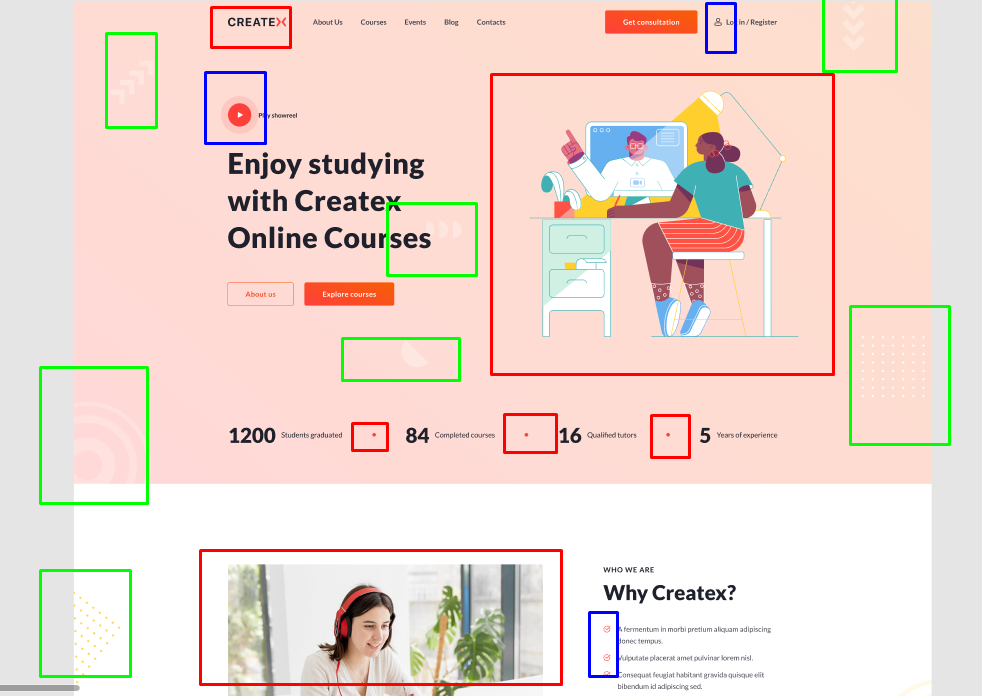 CREATEX
About Us
Courses
Events
Blog
Contacts
Get consultation
Log in / Register
Play showreel
Enjoy studying
with Createx
Online Courses
About us
Explore courses
1200 Students graduated
84 Completed courses
16 Qualified tutors
5 Years of experience
WHO WE ARE
Why Createx?
A fermentum in morbi pretium aliquam adipiscing
donec tempus.
Vulputate placerat amet pulvinar lorem nisl.
Consequat feugiat habitant gravida quisque elit
bibendum id adipiscing sed.